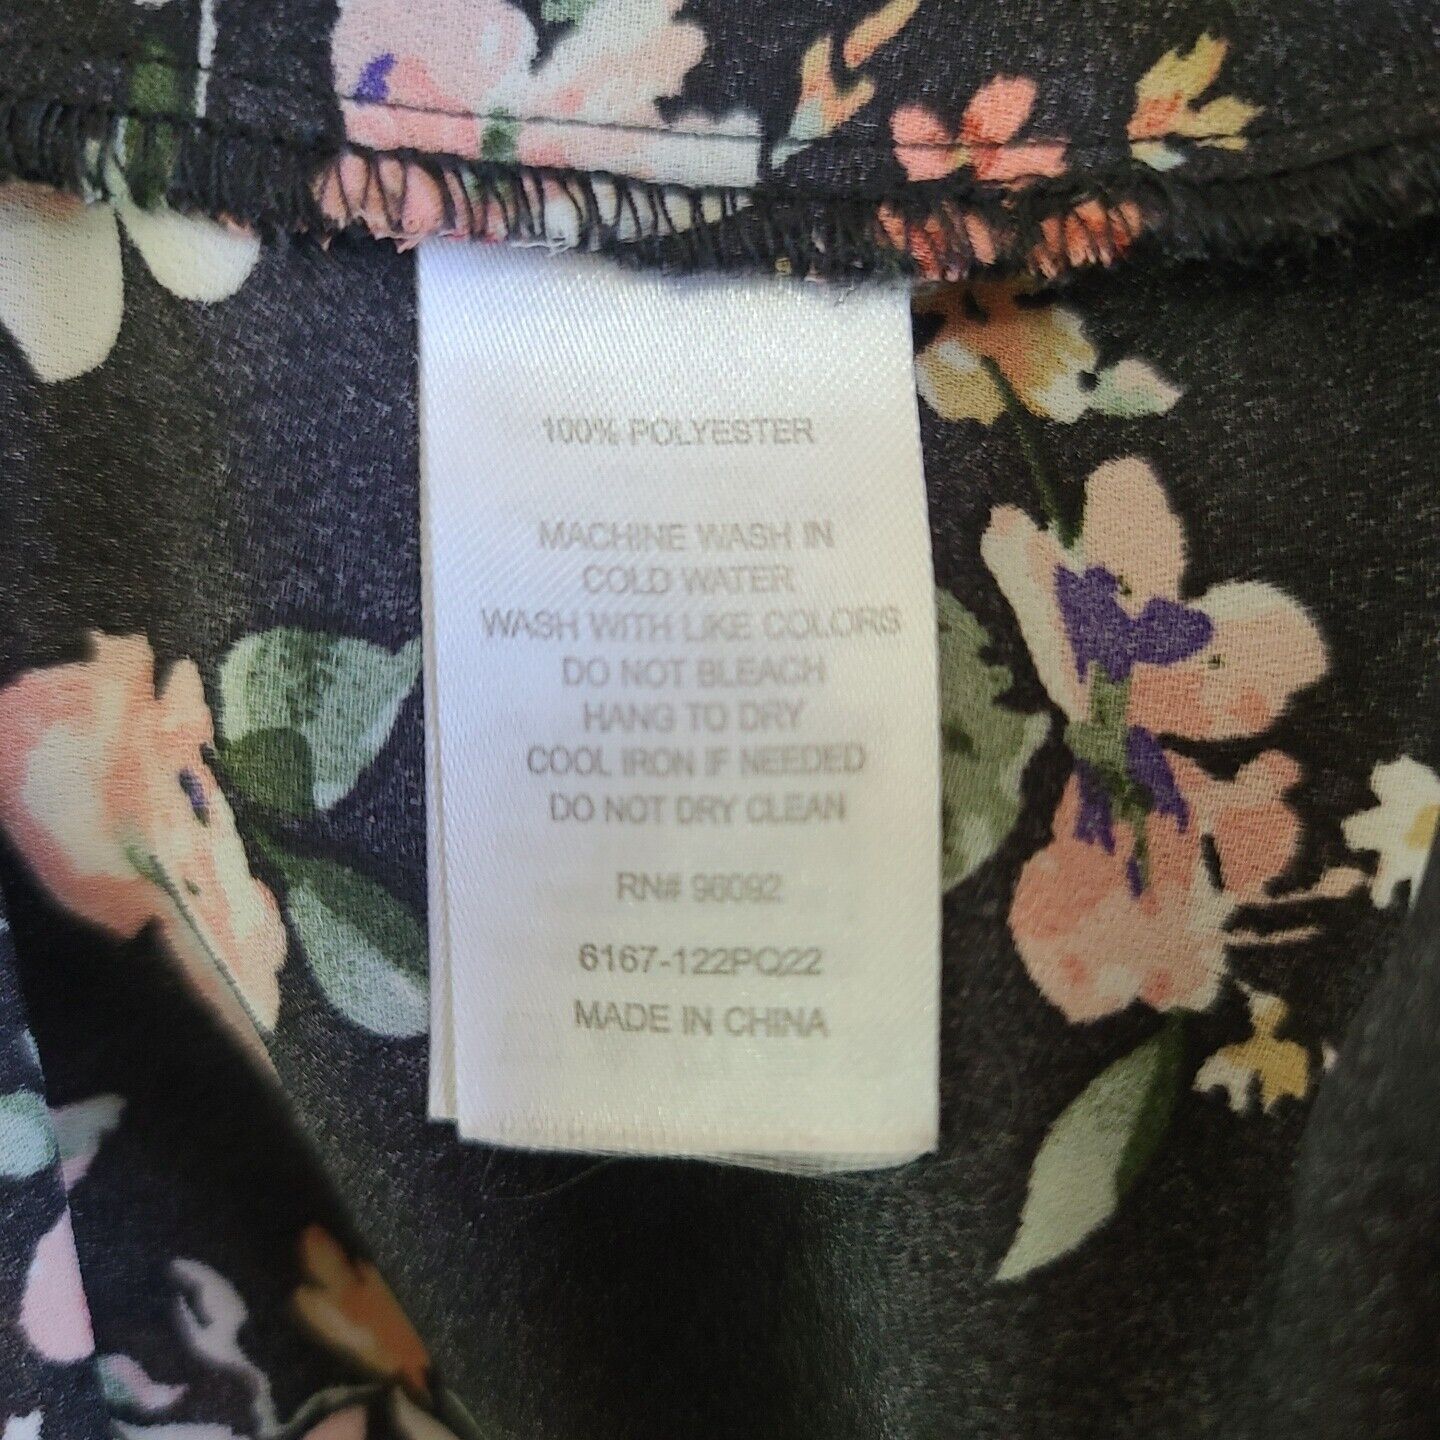 100% POLYESTER
MACHINE WASH IN
COLD WATER
WASH WITH LIKE COLORS
DO NOT BLEACH
HANG TO DRY
COOL IRON IF NEEDED
DO NOT DRY CLEAN
RN# 96092
6167-122PQ22
MADE IN CHINA